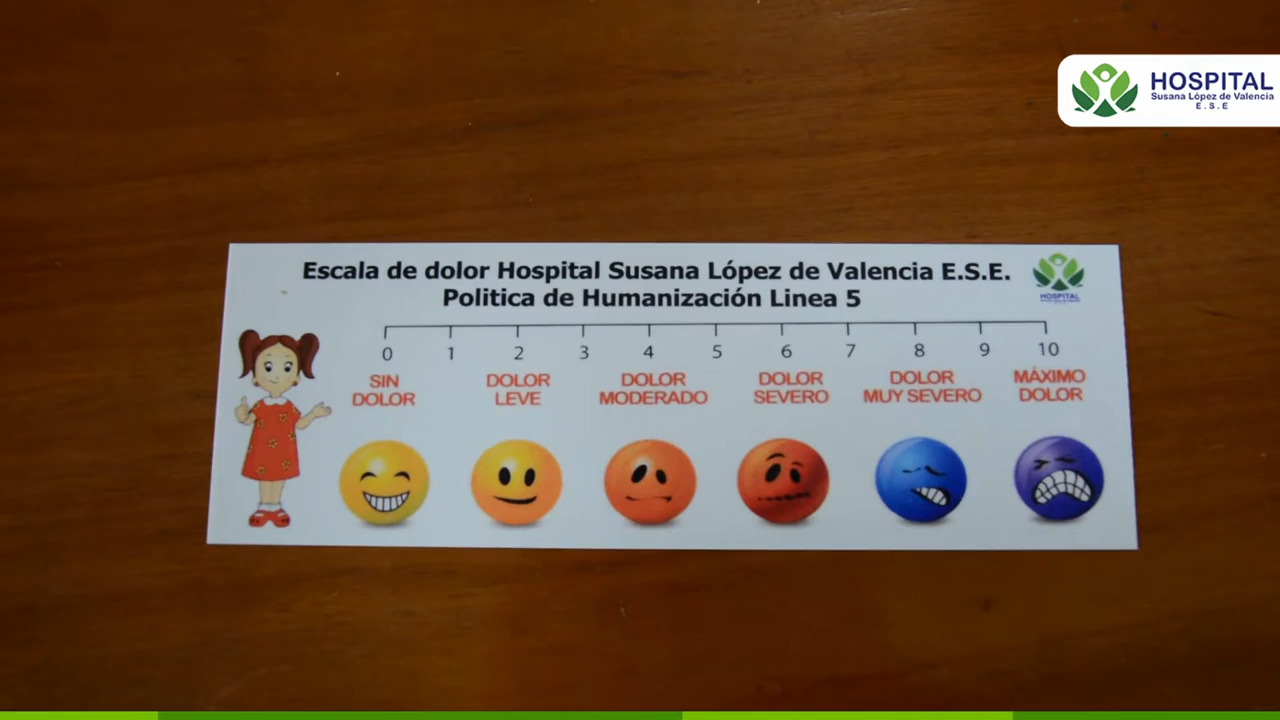 HOSPITAL
Susana López de Valencia
E.S.E
Escala de dolor Hospital Susana López de Valencia E.S.E.
Politica de Humanización Linea 5
HOSPITAL
0 1 2 3 4 5 6 7 8 9 10
SIN DOLOR
DOLOR LEVE
DOLOR MODERADO
DOLOR SEVERO
DOLOR MUY SEVERO
MÁXIMO DOLOR